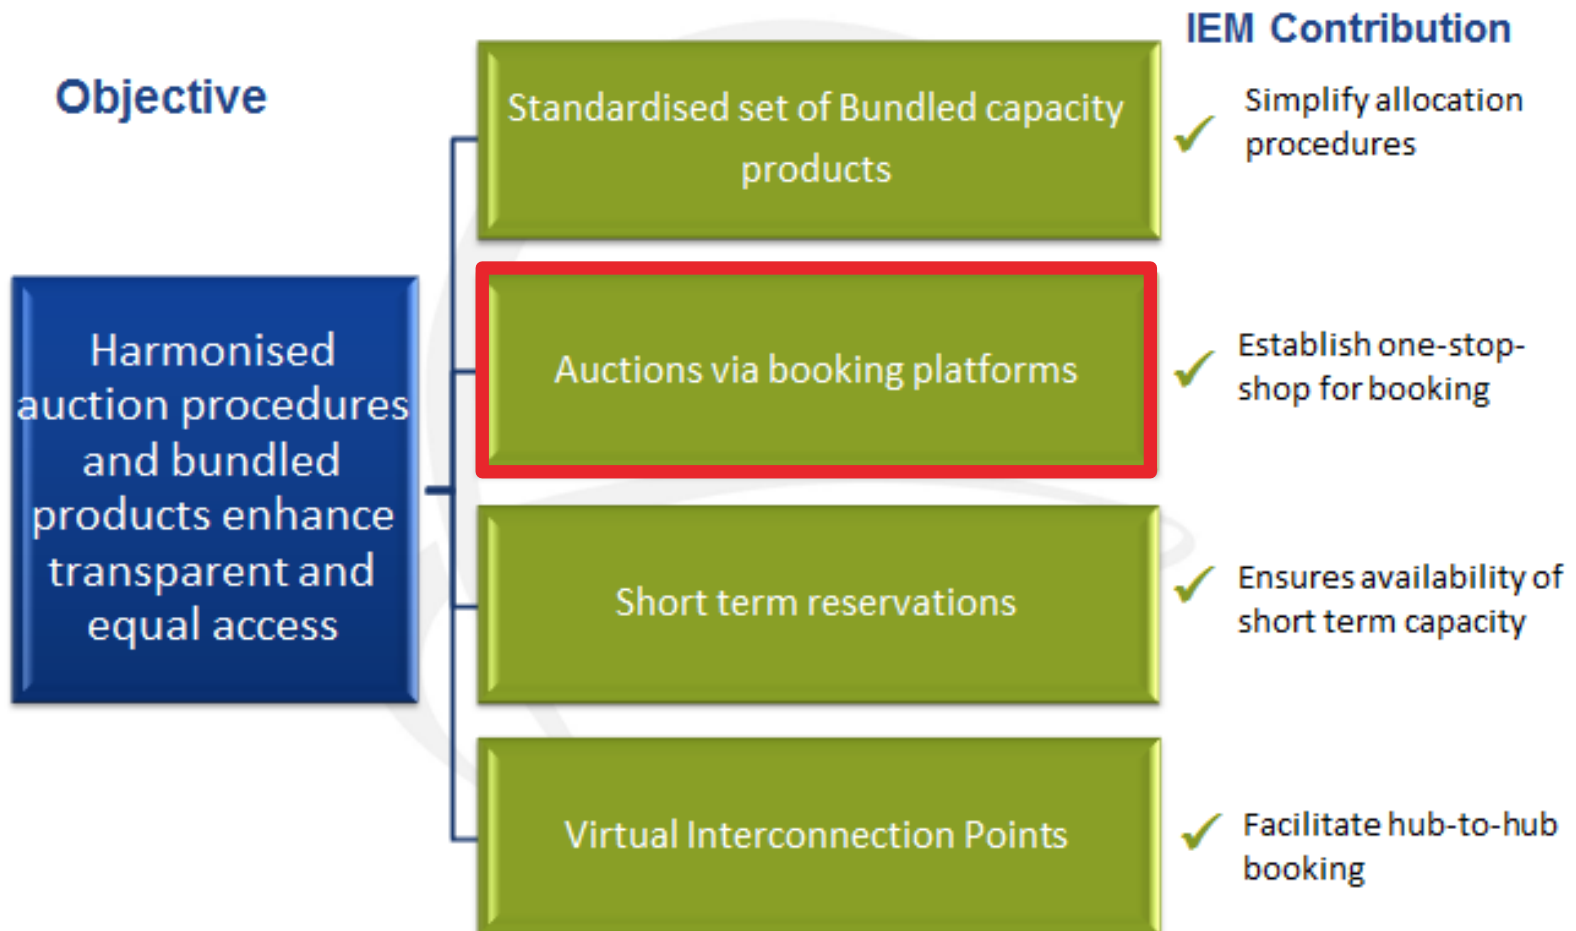 Objective
IEM Contribution
Harmonised
auction procedures
and bundled
products enhance
transparent and
equal access
Standardised set of Bundled capacity
products
Simplify allocation
procedures
Auctions via booking platforms
Establish one-stop-
shop for booking
Short term reservations
Ensures availability of
short term capacity
Virtual Interconnection Points
Facilitate hub-to-hub
booking